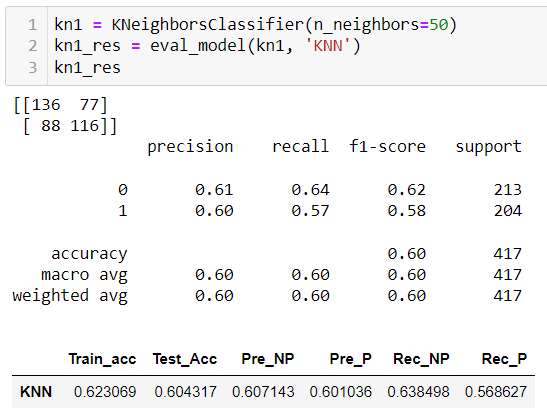 1 kn1 = KNeighborsClassifier(n_neighbors=50)
2 kn1_res = eval_model(kn1, 'KNN')
3 kn1_res
[[136 77]
[ 88 116]]
precision recall f1-score support
0 0.61 0.64 0.62 213
1 0.60 0.57 0.58 204
accuracy 0.60 417
macro avg 0.60 0.60 0.60 417
weighted avg 0.60 0.60 0.60 417
Train_acc Test_Acc Pre_NP Pre_P Rec_NP Rec_P
KNN 0.623069 0.604317 0.607143 0.601036 0.638498 0.568627